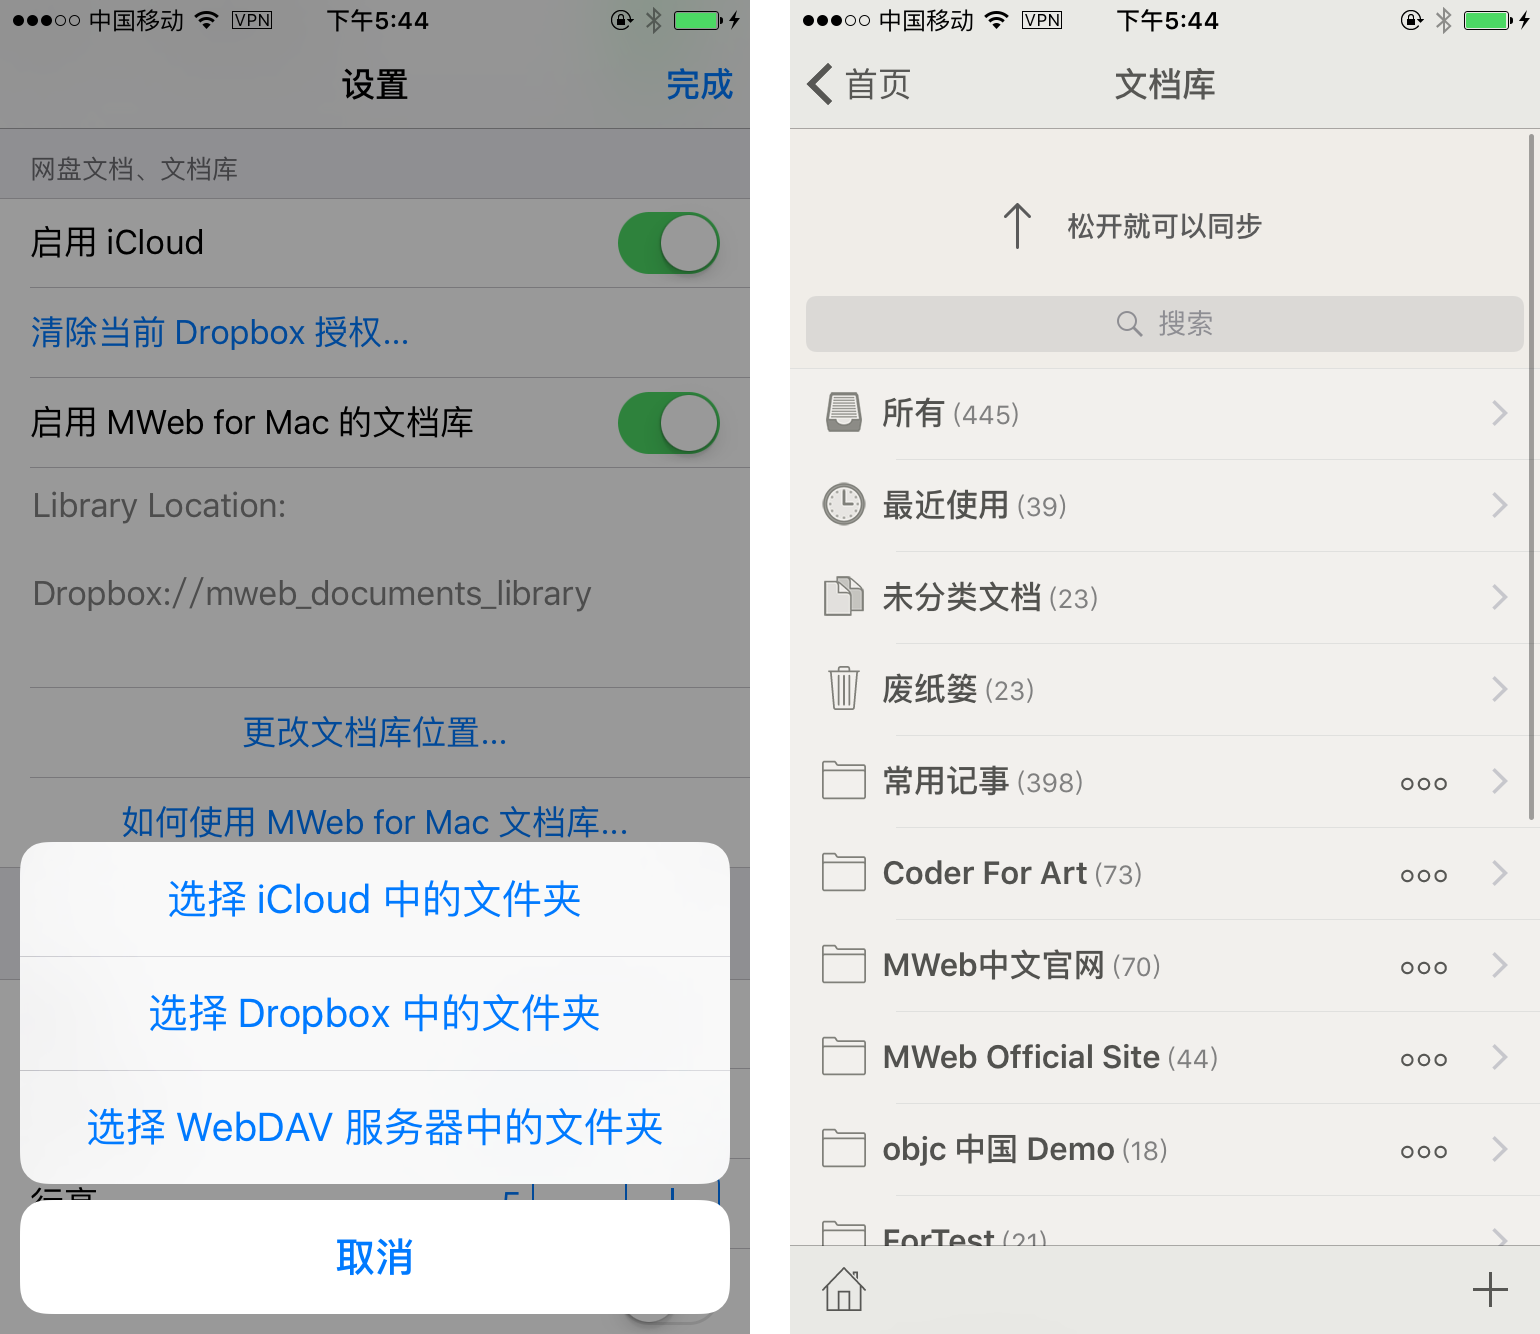 中国移动 VPN 下午5:44
设置 完成
网盘文档、文档库
启用 iCloud
清除当前 Dropbox 授权...
启用 MWeb for Mac 的文档库
Library Location:
Dropbox://mweb_documents_library
更改文档库位置...
如何使用 MWeb for Mac 文档库...
选择 iCloud 中的文件夹
选择 Dropbox 中的文件夹
选择 WebDAV 服务器中的文件夹
行高 5
取消
中国移动 VPN 下午5:44
首页 文档库
松开就可以同步
搜索
所有 (445)
最近使用 (39)
未分类文档 (23)
废纸篓 (23)
常用记事 (398)
Coder For Art (73)
MWeb中文官网 (70)
MWeb Official Site (44)
objc 中国 Demo (18)
ForTest (21)